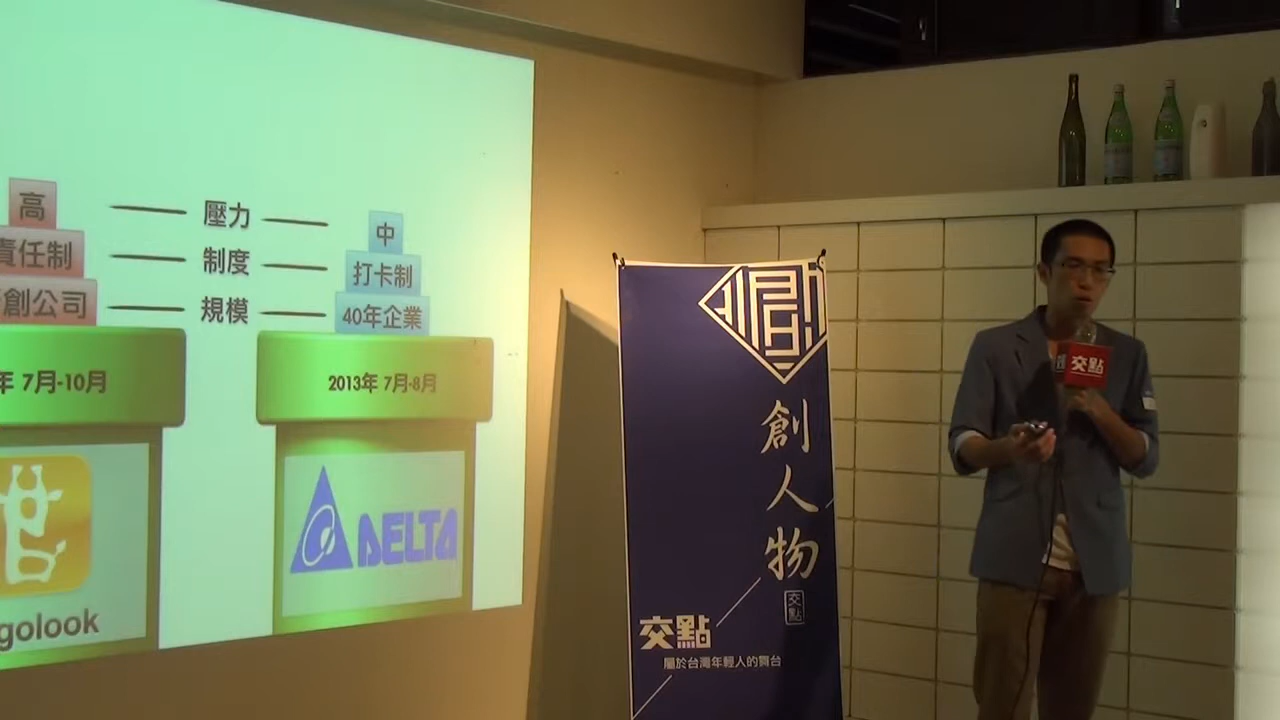 高 壓力 中
責任制 制度 打卡制
創公司 規模 40年企業
年 7月-10月
2013年 7月-8月
golook
DELTA
創人物
交點
交點
屬於台灣年輕人的舞台
交點